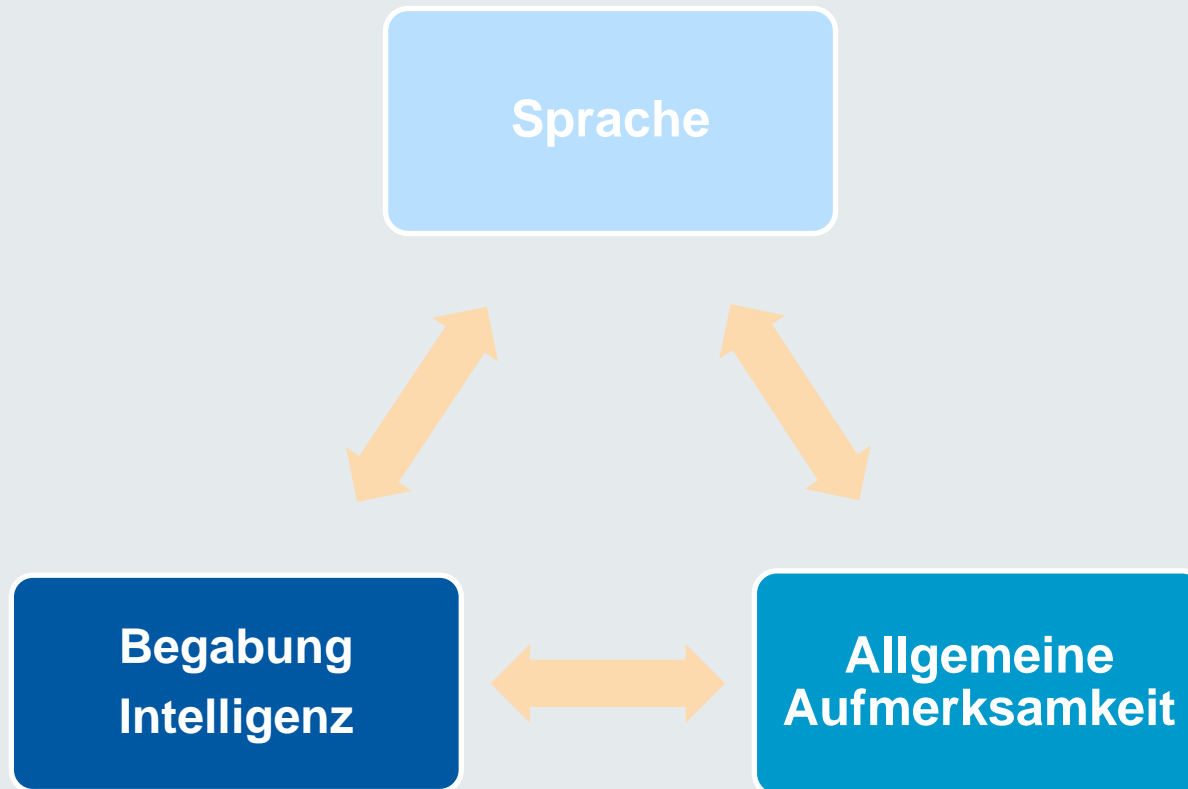 Sprache
Begabung
Intelligenz
Allgemeine
Aufmerksamkeit